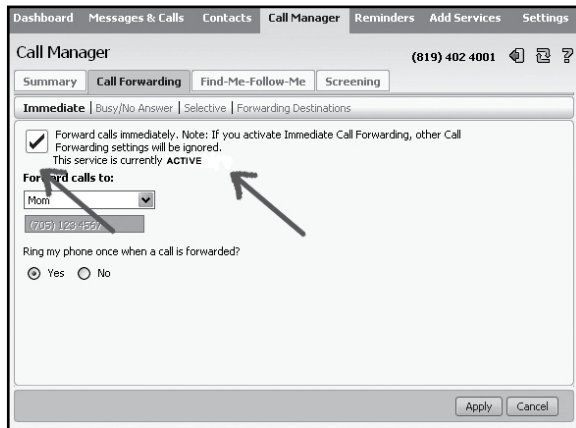 Dashboard Messages & Calls Contacts Call Manager Reminders Add Services Settings
Call Manager
(819) 402 4001
Summary Call Forwarding Find-Me-Follow-Me Screening
Immediate | Busy/No Answer | Selective | Forwarding Destinations
Forward calls immediately. Note: If you activate Immediate Call Forwarding, other Call
Forwarding settings will be ignored.
This service is currently ACTIVE
Forward calls to:
Mom
(705) 123 4567
Ring my phone once when a call is forwarded?
Yes No
Apply Cancel